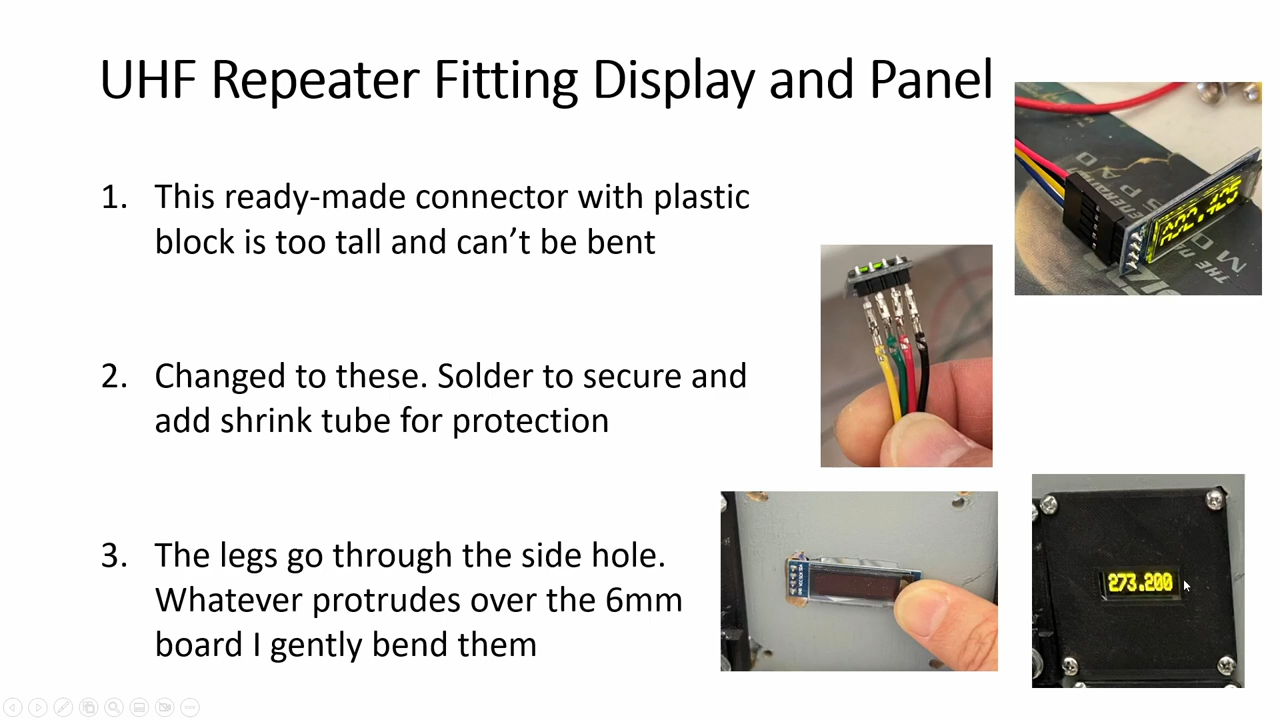 UHF Repeater Fitting Display and Panel
1. This ready-made connector with plastic
block is too tall and can’t be bent
2. Changed to these. Solder to secure and
add shrink tube for protection
3. The legs go through the side hole.
Whatever protrudes over the 6mm
board I gently bend them
273.200